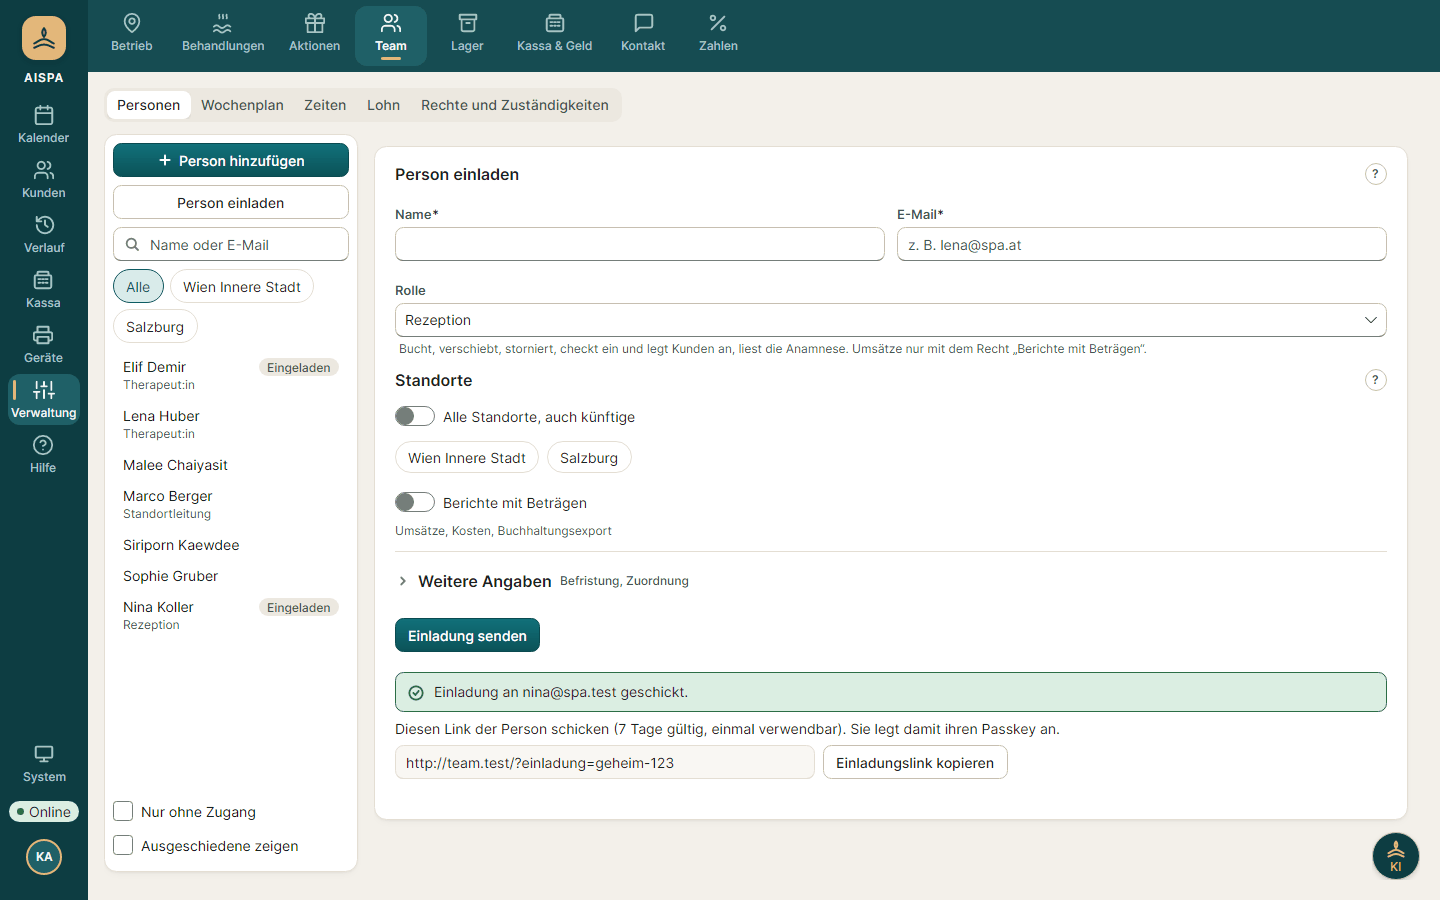 AISPA
Kalender
Kunden
Verlauf
Kassa
Geräte
Verwaltung
Hilfe
System
Online
KA
Betrieb
Behandlungen
Aktionen
Team
Lager
Kassa & Geld
Kontakt
Zahlen
Personen
Wochenplan
Zeiten
Lohn
Rechte und Zuständigkeiten
+ Person hinzufügen
Person einladen
Name oder E-Mail
Alle
Wien Innere Stadt
Salzburg
Elif Demir
Eingeladen
Therapeut:in
Lena Huber
Therapeut:in
Malee Chaiyasit
Marco Berger
Standortleitung
Siriporn Kaewdee
Sophie Gruber
Nina Koller
Eingeladen
Rezeption
Nur ohne Zugang
Ausgeschiedene zeigen
Person einladen
?
Name*
E-Mail*
z. B. lena@spa.at
Rolle
Rezeption
Bucht, verschiebt, storniert, checkt ein und legt Kunden an, liest die Anamnese. Umsätze nur mit dem Recht „Berichte mit Beträgen“.
Standorte
?
Alle Standorte, auch künftige
Wien Innere Stadt
Salzburg
Berichte mit Beträgen
Umsätze, Kosten, Buchhaltungsexport
Weitere Angaben Befristung, Zuordnung
Einladung senden
Einladung an nina@spa.test geschickt.
Diesen Link der Person schicken (7 Tage gültig, einmal verwendbar). Sie legt damit ihren Passkey an.
http://team.test/?einladung=geheim-123
Einladungslink kopieren
KI